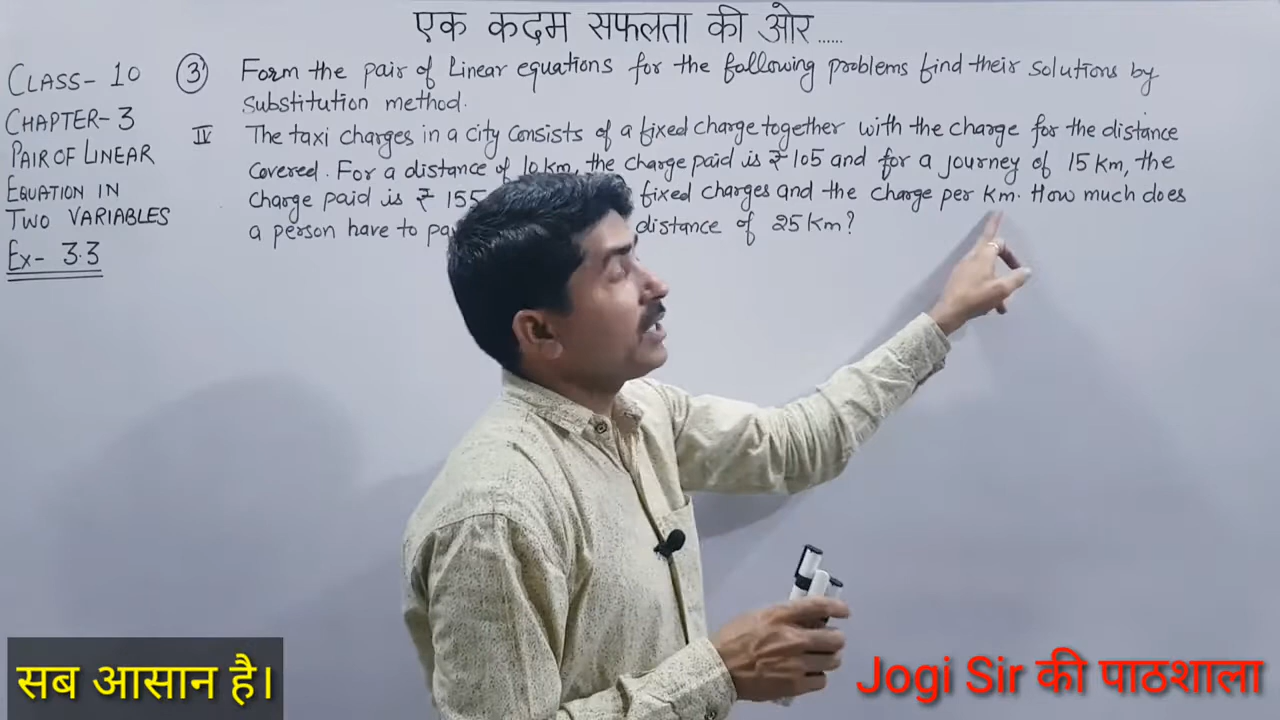 एक कदम सफलता की ओर......
CLASS-10
CHAPTER-3
PAIR OF LINEAR
EQUATION IN
TWO VARIABLES
Ex- 3.3
3 Form the pair of Linear equations for the following problems find their solutions by
substitution method.
IV The taxi charges in a city consists of a fixed charge together with the charge for the distance
covered. For a distance of 10 km, the charge paid is ₹105 and for a journey of 15 km, the
charge paid is ₹ 155 fixed charges and the charge per km. How much does
a person have to distance of 25 km?
सब आसान है।
Jogi Sir की पाठशाला